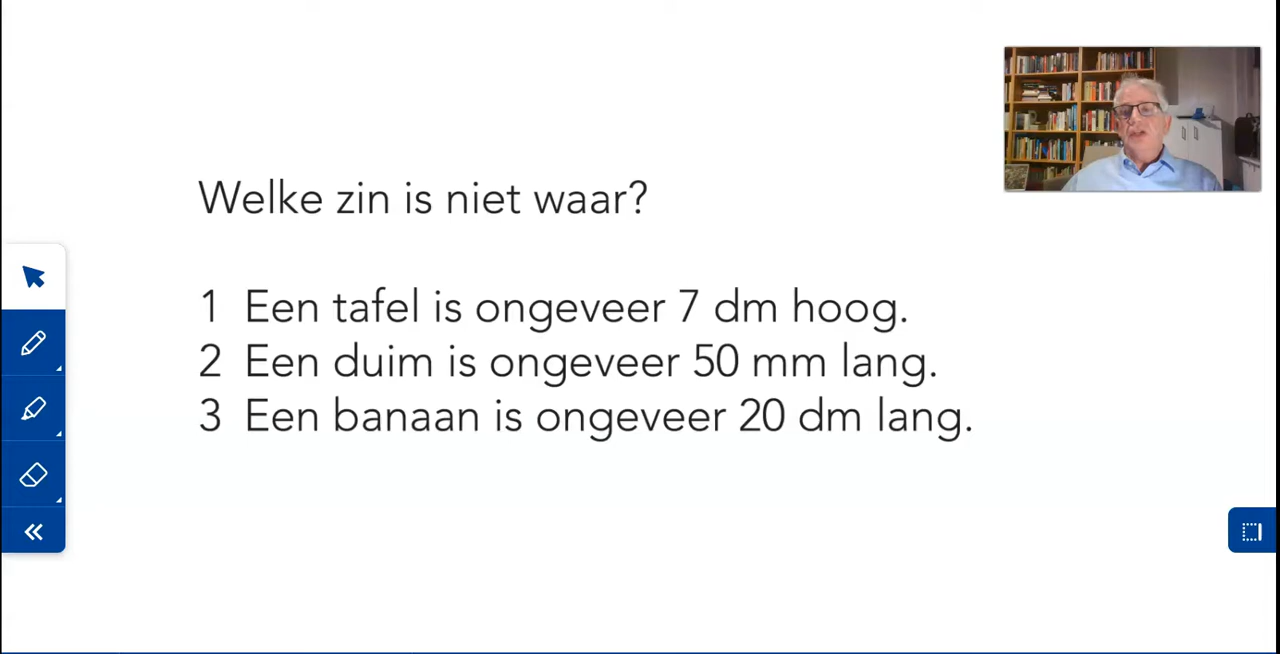 Welke zin is niet waar?
1 Een tafel is ongeveer 7 dm hoog.
2 Een duim is ongeveer 50 mm lang.
3 Een banaan is ongeveer 20 dm lang.